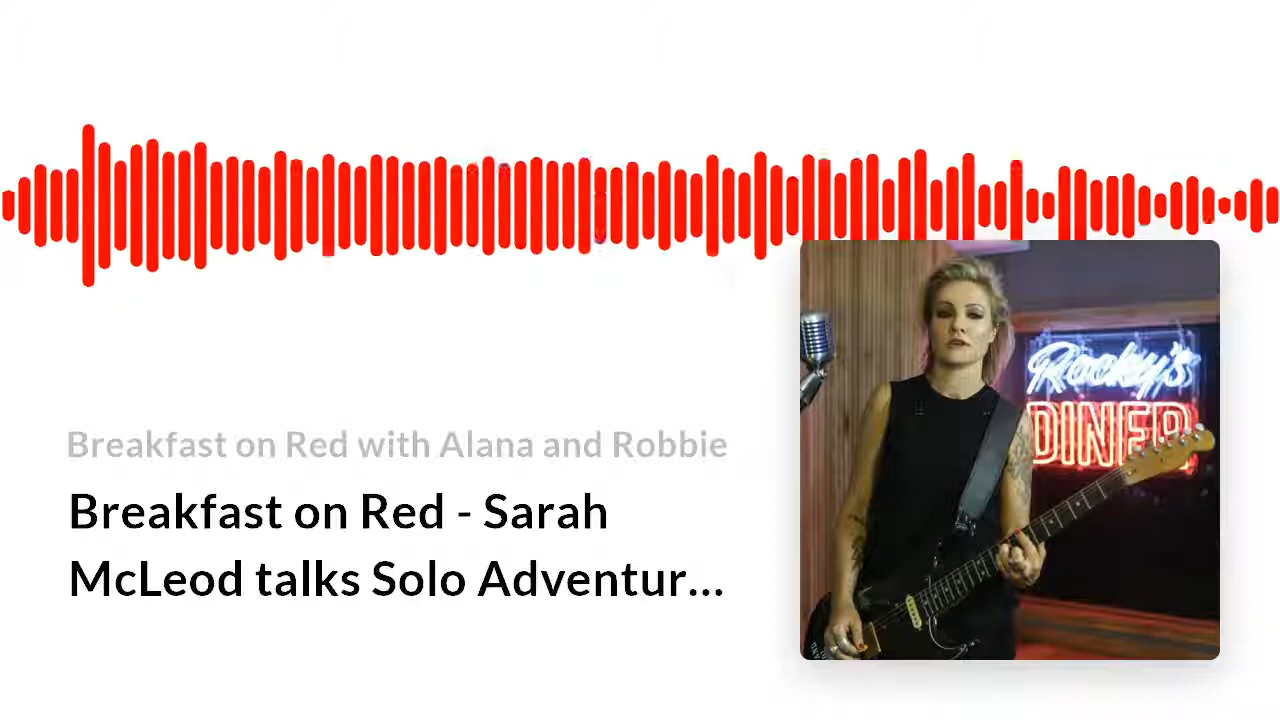 Breakfast on Red with Alana and Robbie
Breakfast on Red - Sarah
McLeod talks Solo Adventur...
Rocky's
DINER